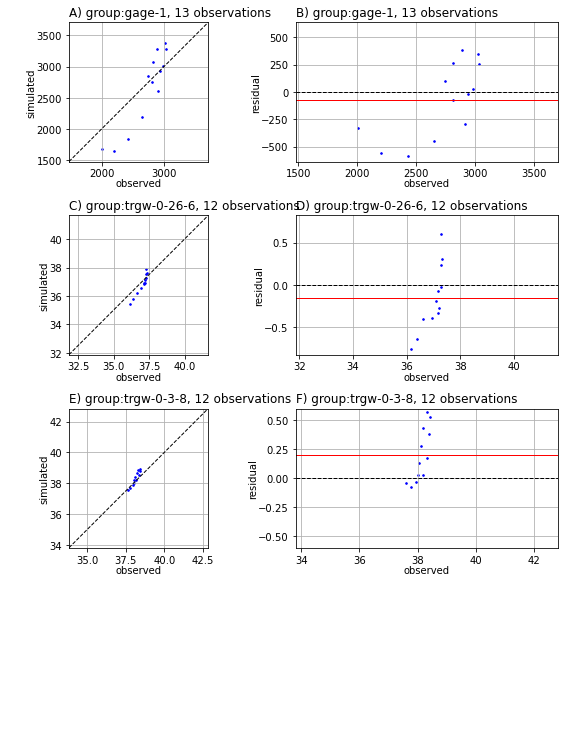 A) group:gage-1, 13 observations
B) group:gage-1, 13 observations
3500
3000
2500
2000
1500
simulated
2000
3000
observed
500
250
0
−250
−500
residual
1500
2000
2500
3000
3500
observed
C) group:trgw-0-26-6, 12 observations
D) group:trgw-0-26-6, 12 observations
40
38
36
34
32
simulated
32.5
35.0
37.5
40.0
observed
0.5
0.0
−0.5
residual
32
34
36
38
40
observed
E) group:trgw-0-3-8, 12 observations
F) group:trgw-0-3-8, 12 observations
42
40
38
36
34
simulated
35.0
37.5
40.0
42.5
observed
0.50
0.25
0.00
−0.25
−0.50
residual
34
36
38
40
42
observed